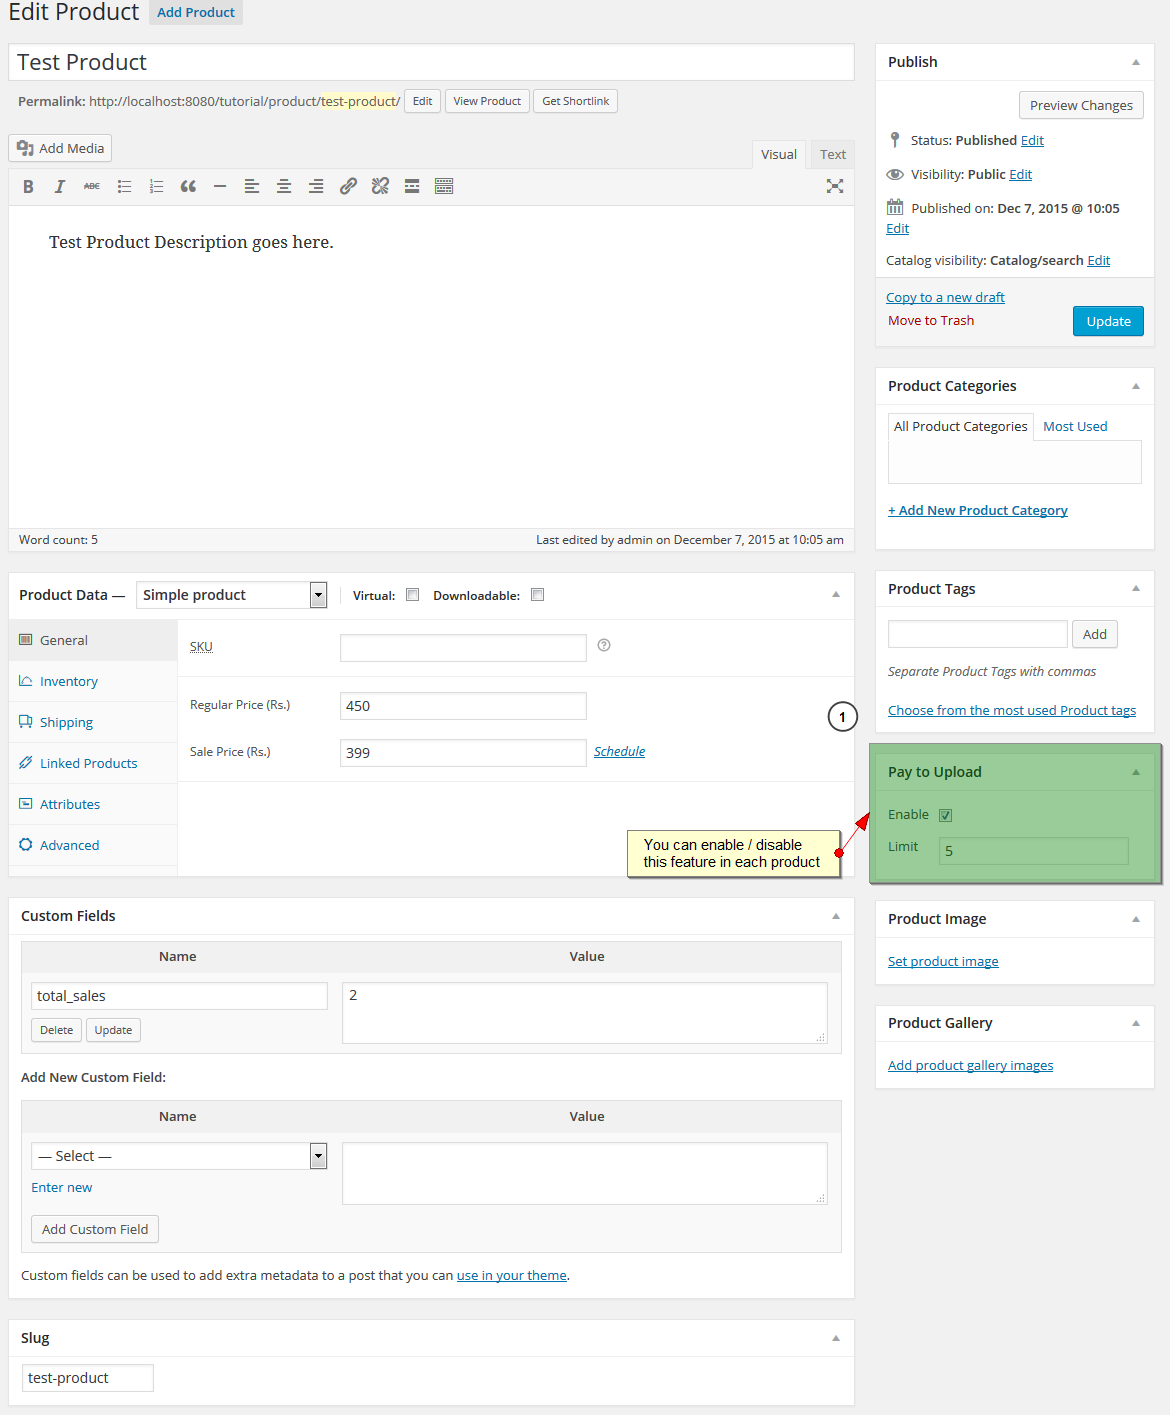 Edit Product Add Product
Test Product
Permalink: http://localhost:8080/tutorial/product/test-product/ Edit View Product Get Shortlink
Add Media
Visual Text
B I ABC
Test Product Description goes here.
Word count: 5 Last edited by admin on December 7, 2015 at 10:05 am
Product Data — Simple product Virtual: Downloadable:
General
Inventory
Shipping
Linked Products
Attributes
Advanced
SKU
Regular Price (Rs.) 450
Sale Price (Rs.) 399 Schedule
1
You can enable / disable
this feature in each product
Custom Fields
Name Value
total_sales 2
Delete Update
Add New Custom Field:
Name Value
— Select —
Enter new
Add Custom Field
Custom fields can be used to add extra metadata to a post that you can use in your theme.
Slug
test-product
Publish
Preview Changes
Status: Published Edit
Visibility: Public Edit
Published on: Dec 7, 2015 @ 10:05
Edit
Catalog visibility: Catalog/search Edit
Copy to a new draft
Move to Trash
Update
Product Categories
All Product Categories Most Used
+ Add New Product Category
Product Tags
Add
Separate Product Tags with commas
Choose from the most used Product tags
Pay to Upload
Enable
Limit 5
Product Image
Set product image
Product Gallery
Add product gallery images